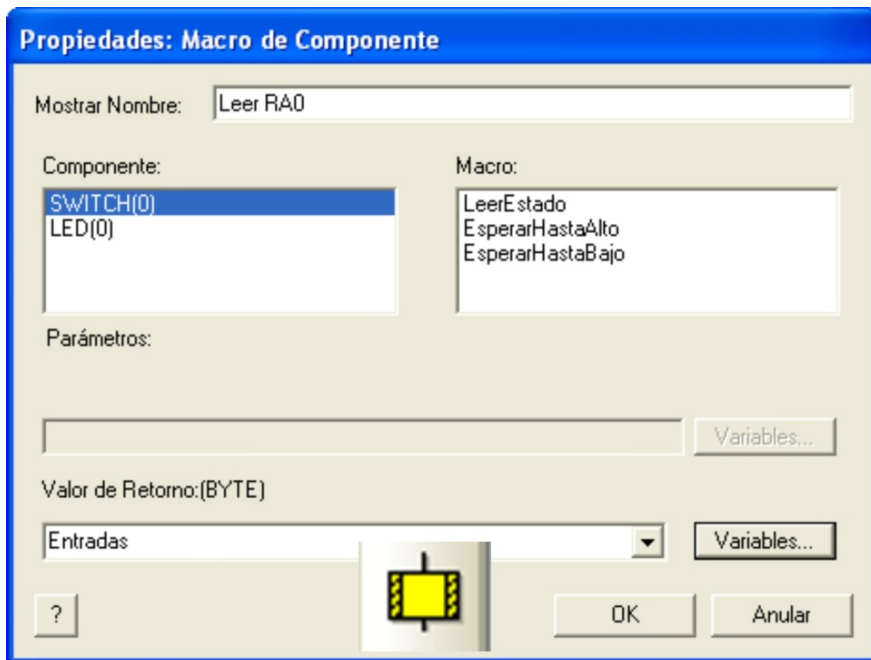 Propiedades: Macro de Componente
Mostrar Nombre: Leer RA0
Componente: Macro:
SWITCH(0)
LED(0)
LeerEstado
EsperarHastaAlto
EsperarHastaBajo
Parámetros:
Variables...
Valor de Retorno:(BYTE)
Entradas Variables...
? OK Anular